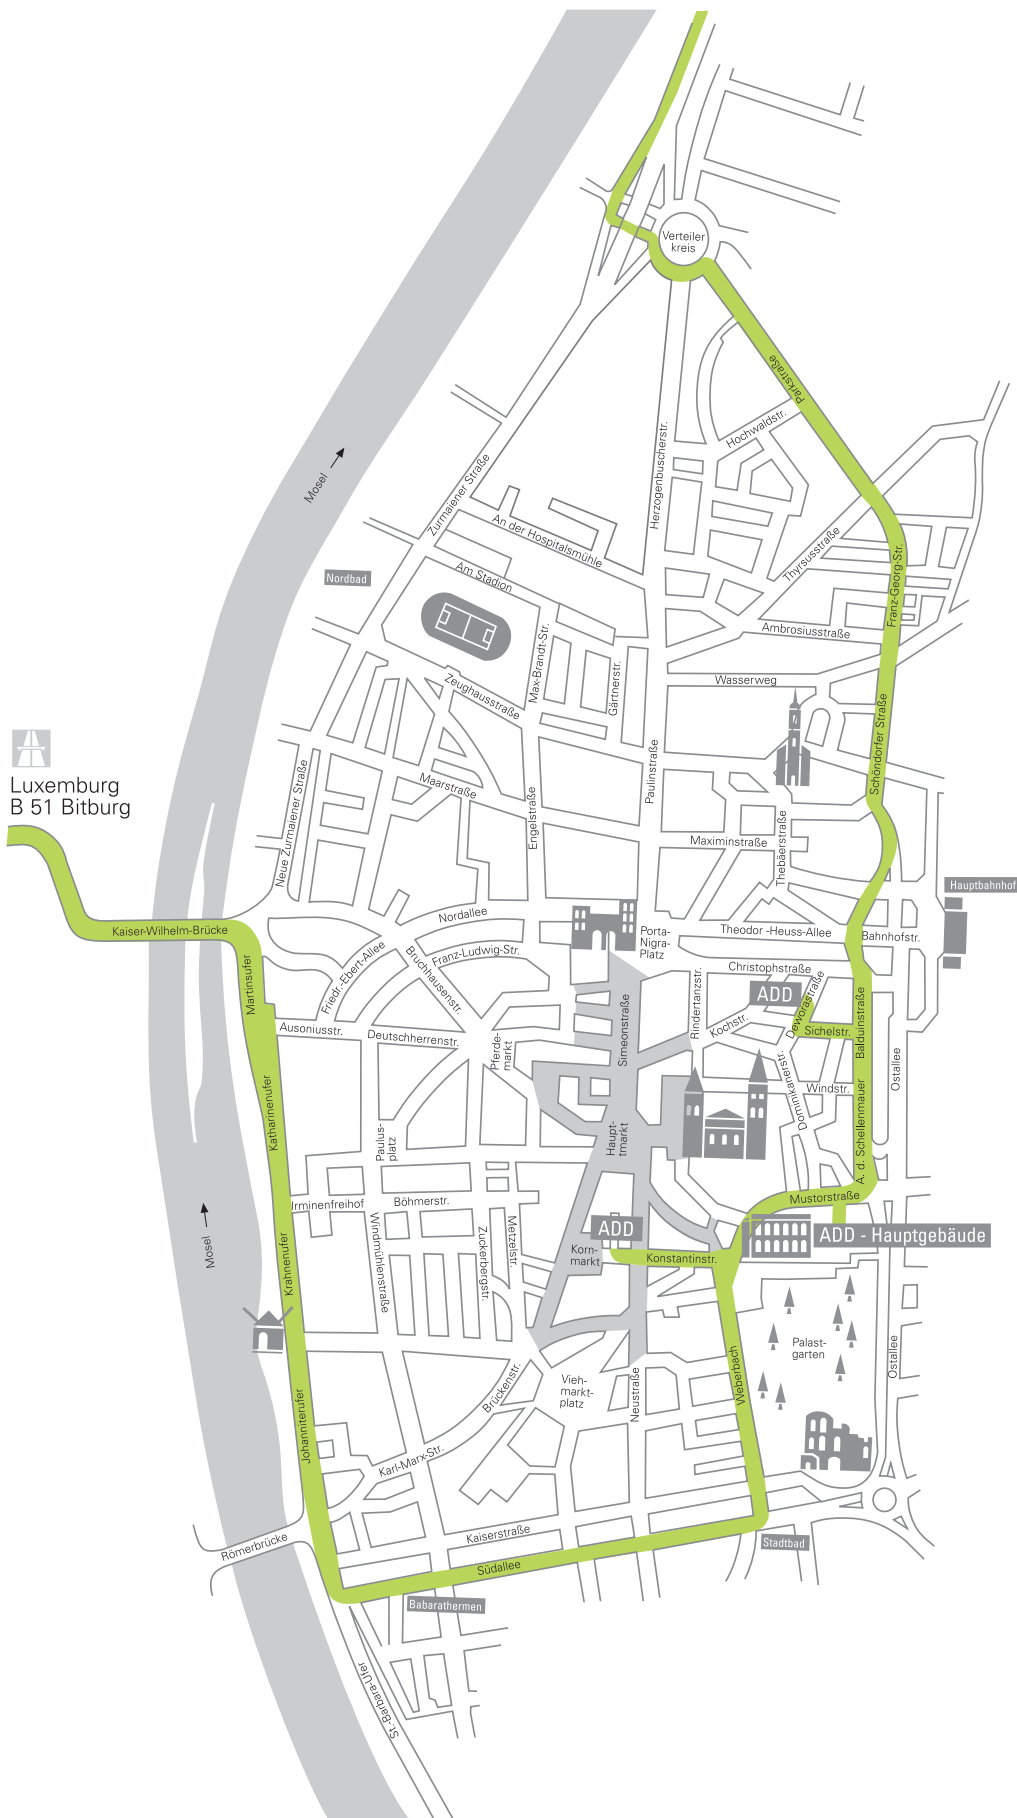 Verteiler
kreis
Parkstraße
Hochwaldstr.
Herzogenbuscherstr.
Mosel
Zurmaiener Straße
An der Hospitalsmühle
Thyrsusstraße
Franz-Georg-Str.
Nordbad
Am Stadion
Ambrosiusstraße
Max-Brandt-Str.
Gärtnerstr.
Zeughausstraße
Wasserweg
Schöndorfer Straße
Paulinstraße
Luxemburg
B 51 Bitburg
Neue Zurmaiener Straße
Maarstraße
Engelstraße
Maximinstraße
Thebäerstraße
Hauptbahnhof
Nordallee
Kaiser-Wilhelm-Brücke
Porta-
Nigra-
Platz
Theodor -Heuss-Allee
Bahnhofstr.
Franz-Ludwig-Str.
Friedr.-Ebert-Allee
Bruchhausenstr.
Martinsufer
Christophstraße
ADD
Rindertanzstr.
Kochstr.
Deworastraße
Sichelstr.
Balduinstraße
Simeonstraße
Ausoniusstr.
Deutschherrenstr.
Pferde-
markt
Ostallee
Dominikanerstr.
Windstr.
Katharinenufer
Paulus-
platz
Haupt-
tmarkt
A. d. Schellenmauer
Mustorstraße
Irminenfreihof
Böhmerstr.
Mosel
Krahnenufer
Windmühlenstraße
Zuckerbergstr.
Metzelstr.
ADD
Korn-
markt
Konstantinstr.
ADD - Hauptgebäude
Palast-
garten
Ostallee
Weberbach
Brückenstr.
Vieh-
markt-
platz
Neustraße
Johanniterufer
Karl-Marx-Str.
Kaiserstraße
Römerbrücke
Südallee
Stadtbad
Babarathermen
St.-Barbara-Ufer